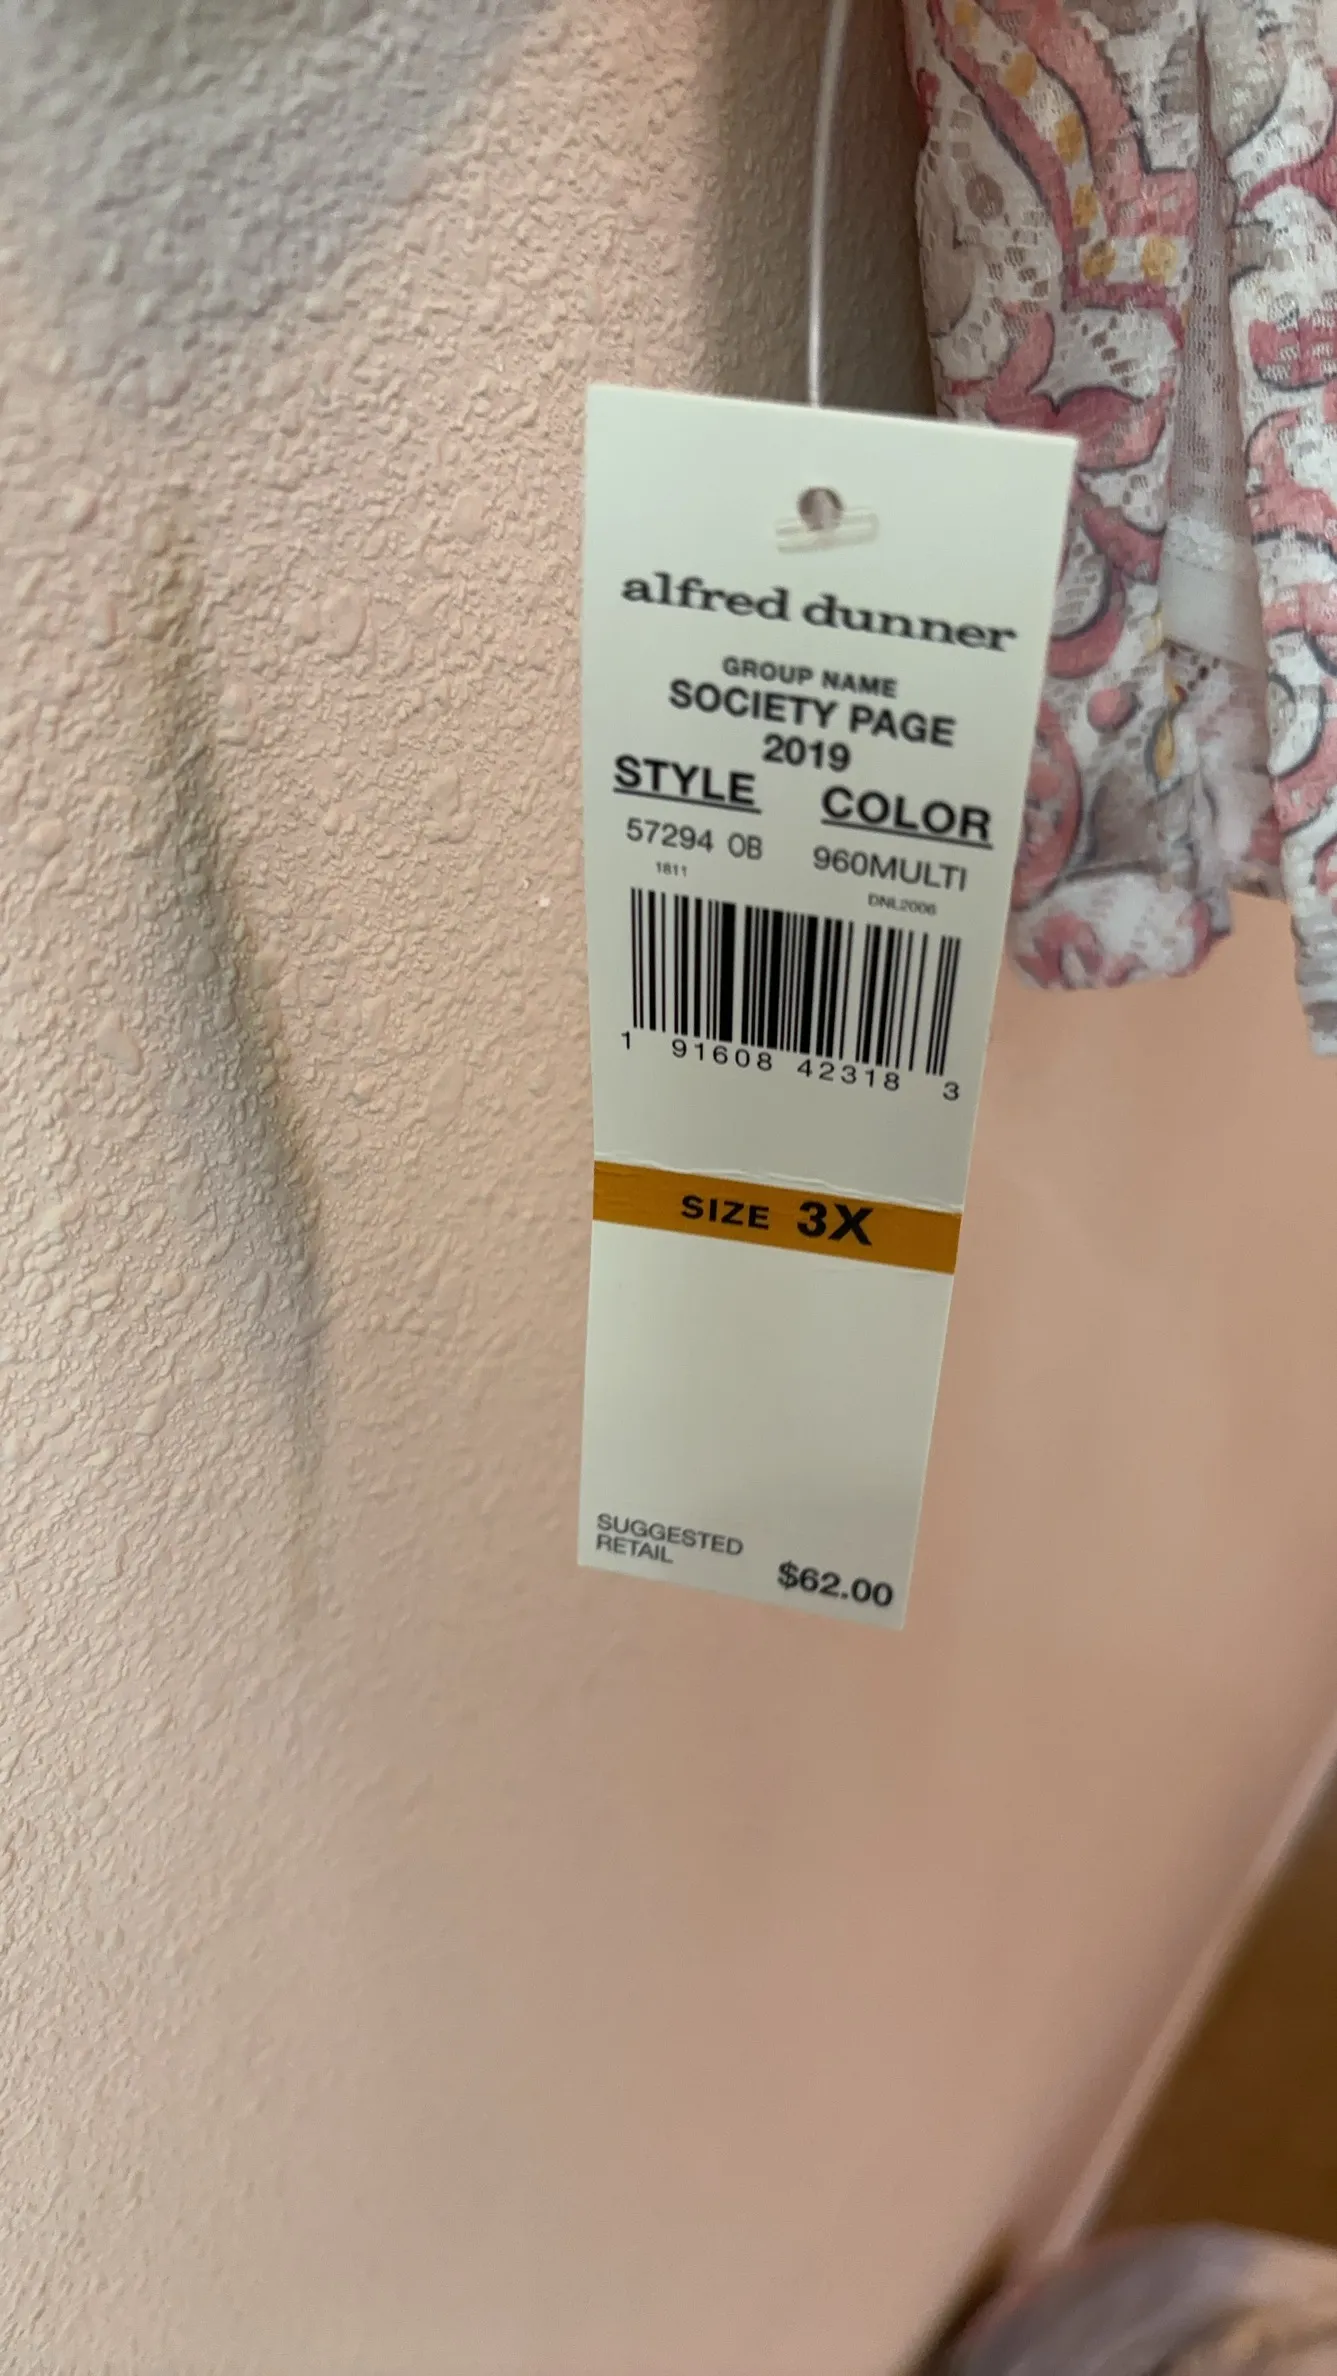 alfred dunner
GROUP NAME
SOCIETY PAGE
2019
STYLE COLOR
57294 OB 960MULTI
1811 DNL2006
1 91608 42318 3
SIZE 3X
SUGGESTED
RETAIL $62.00